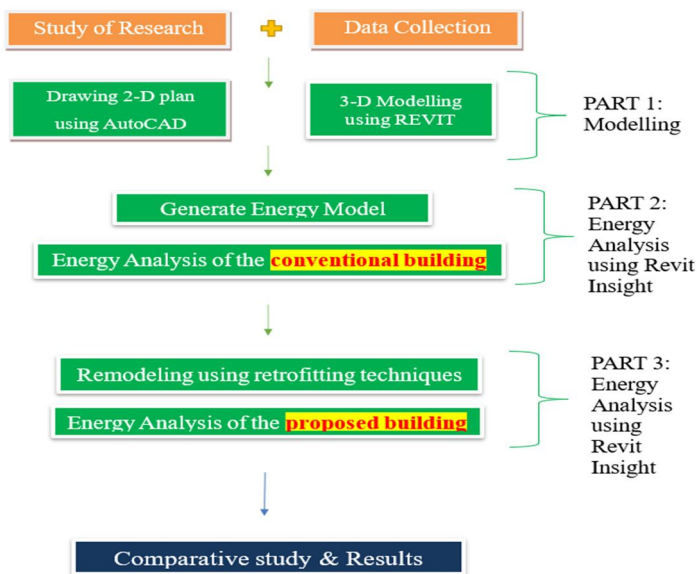 Study of Research
Data Collection
Drawing 2-D plan
using AutoCAD
3-D Modelling
using REVIT
PART 1:
Modelling
Generate Energy Model
Energy Analysis of the conventional building
PART 2:
Energy
Analysis
using Revit
Insight
Remodeling using retrofitting techniques
Energy Analysis of the proposed building
PART 3:
Energy
Analysis
using
Revit
Insight
Comparative study & Results